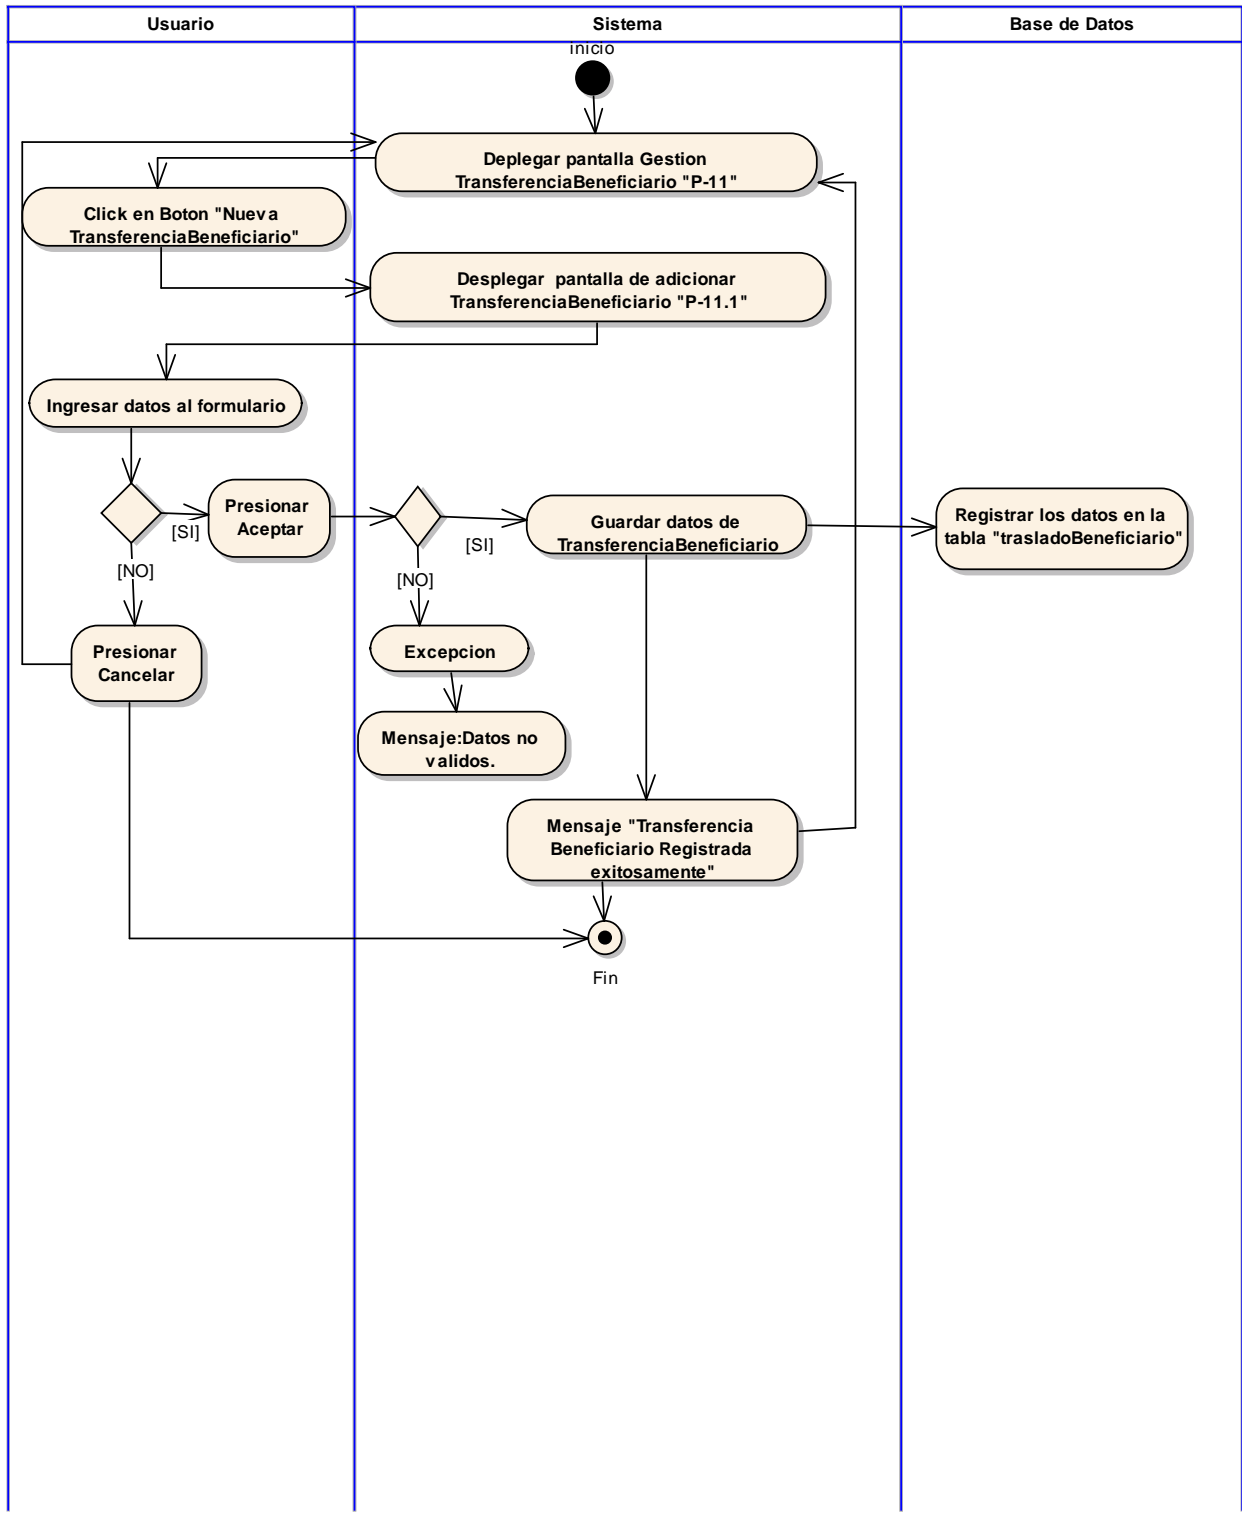 Usuario
Sistema
Base de Datos
inicio
Deplegar pantalla Gestion
TransferenciaBeneficiario "P-11"
Click en Boton "Nueva
TransferenciaBeneficiario"
Desplegar pantalla de adicionar
TransferenciaBeneficiario "P-11.1"
Ingresar datos al formulario
[SI]
Presionar
Aceptar
[SI]
Guardar datos de
TransferenciaBeneficiario
Registrar los datos en la
tabla "trasladoBeneficiario"
[NO]
[NO]
Presionar
Cancelar
Excepcion
Mensaje:Datos no
validos.
Mensaje "Transferencia
Beneficiario Registrada
exitosamente"
Fin